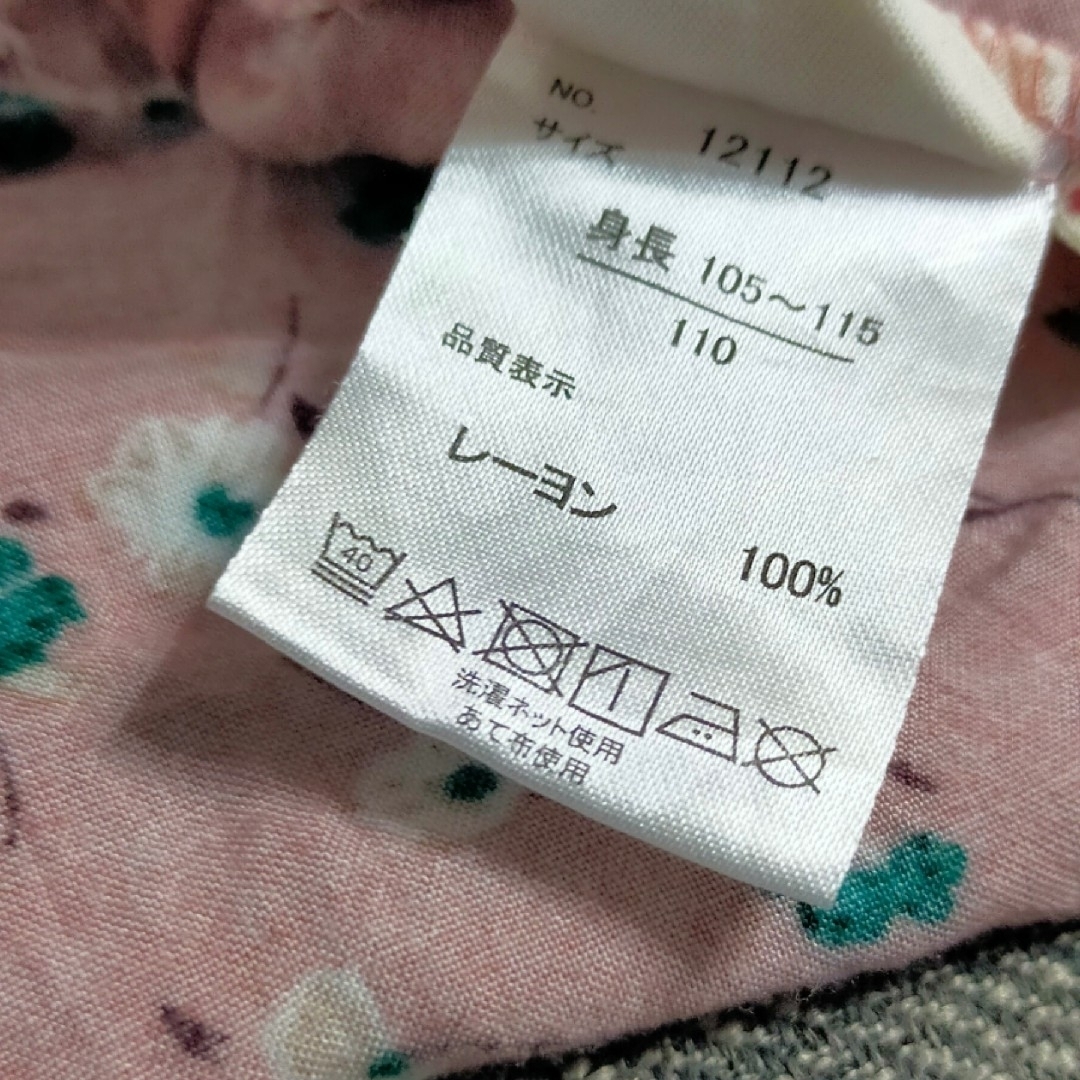 NO. 12112
サイズ
身長 105～115
110
品質表示
レーヨン 100%
40
洗濯ネット使用
あて布使用